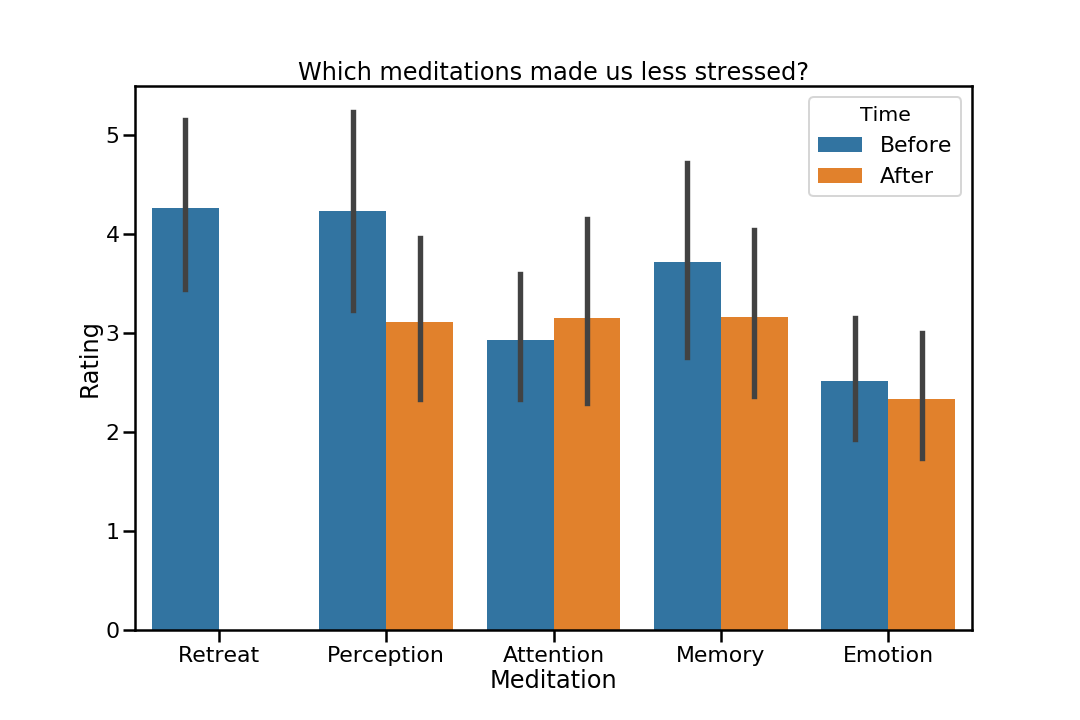 Which meditations made us less stressed?
Time
Before
After
5
4
3
2
1
0
Rating
Retreat
Perception
Attention
Memory
Emotion
Meditation